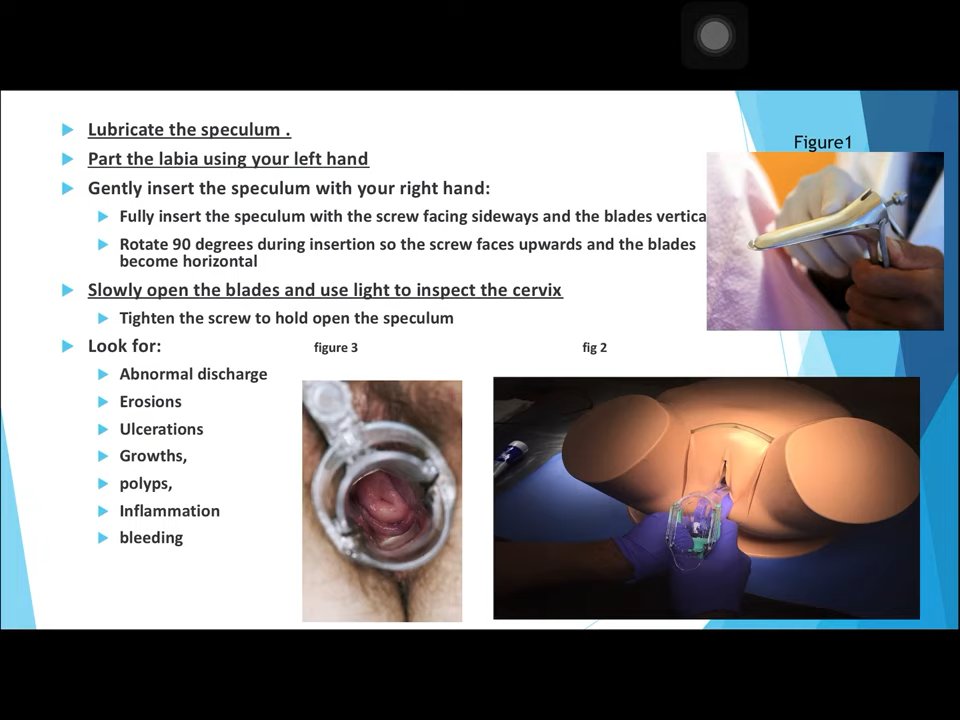 Lubricate the speculum .
Part the labia using your left hand
Gently insert the speculum with your right hand:
Fully insert the speculum with the screw facing sideways and the blades vertica
Rotate 90 degrees during insertion so the screw faces upwards and the blades
become horizontal
Slowly open the blades and use light to inspect the cervix
Tighten the screw to hold open the speculum
Look for:
Abnormal discharge
Erosions
Ulcerations
Growths,
polyps,
Inflammation
bleeding
Figure1
figure 3
fig 2